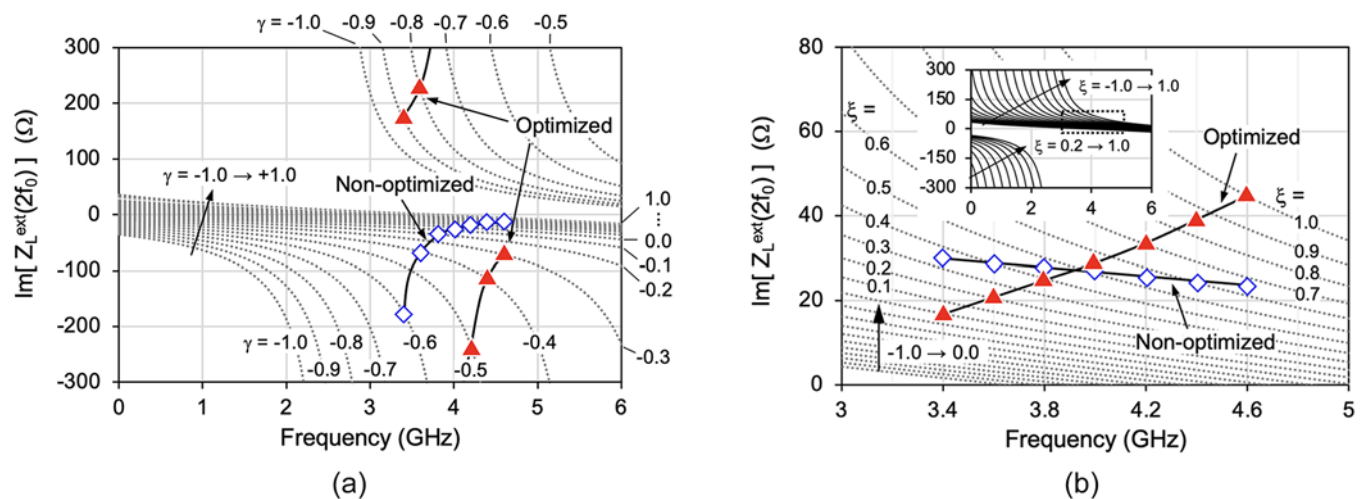 γ = -1.0 -0.9 -0.8 -0.7 -0.6 -0.5
300
200
100
0
-100
-200
-300
Im[ Z_L^ext(2f₀) ] (Ω)
Optimized
γ = -1.0 → +1.0
Non-optimized
1.0
...
0.0
-0.1
-0.2
-0.3
γ = -1.0 -0.8 -0.6 -0.4
-0.9 -0.7 -0.5
0 1 2 3 4 5 6
Frequency (GHz)
(a)
80
60
40
20
0
Im[ Z_L^ext(2f₀) ] (Ω)
ξ =
0.6
0.5
0.4
0.3
0.2
0.1
300
150
0
-150
-300
ξ = -1.0 → 1.0
ξ = 0.2 → 1.0
0 2 4 6
Optimized
ξ =
1.0
0.9
0.8
0.7
-1.0 → 0.0
Non-optimized
3 3.4 3.8 4.2 4.6 5
Frequency (GHz)
(b)